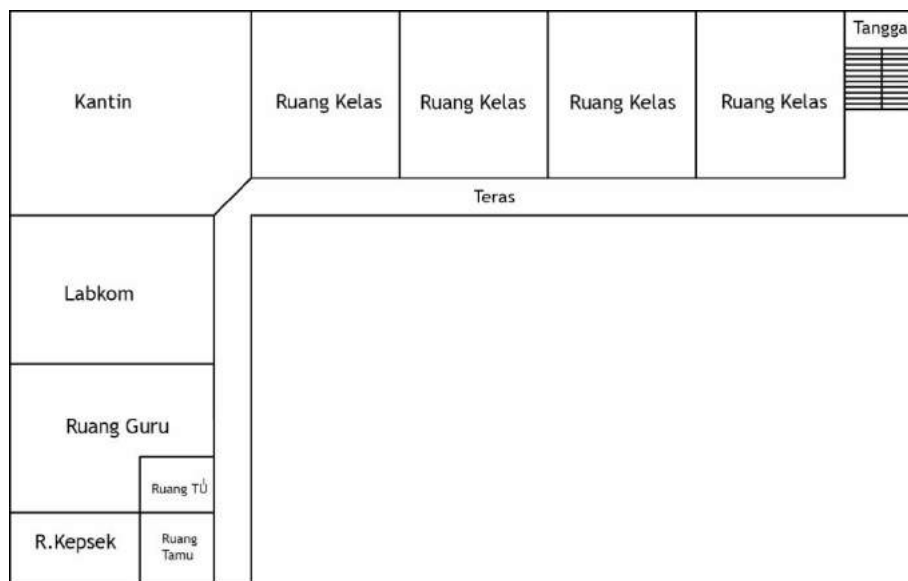 Tangga
Kantin
Ruang Kelas
Ruang Kelas
Ruang Kelas
Ruang Kelas
Teras
Labkom
Ruang Guru
Ruang TU
R.Kepsek
Ruang
Tamu